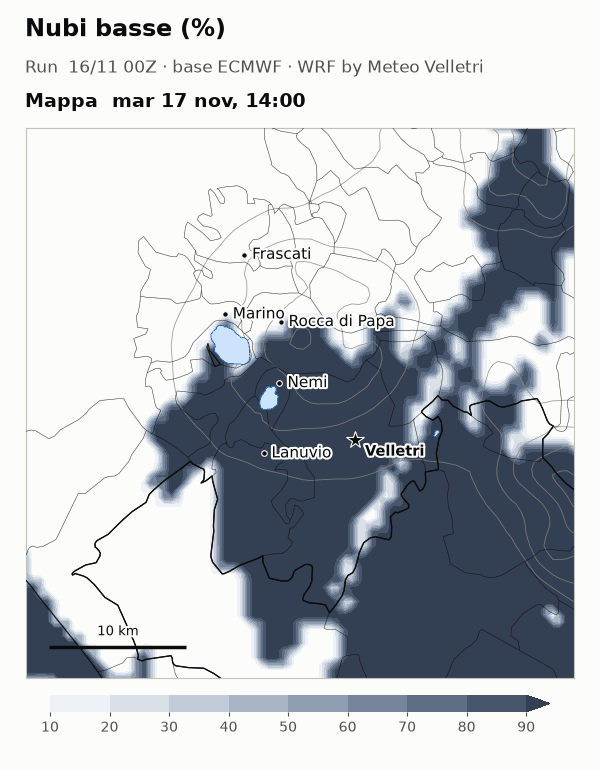 Nubi basse (%)
Run  16/11 00Z · base ECMWF · WRF by Meteo Velletri
Mappa  mar 17 nov, 14:00
Frascati
Marino
Rocca di Papa
Nemi
Velletri
Lanuvio
10 km
10 20 30 40 50 60 70 80 90